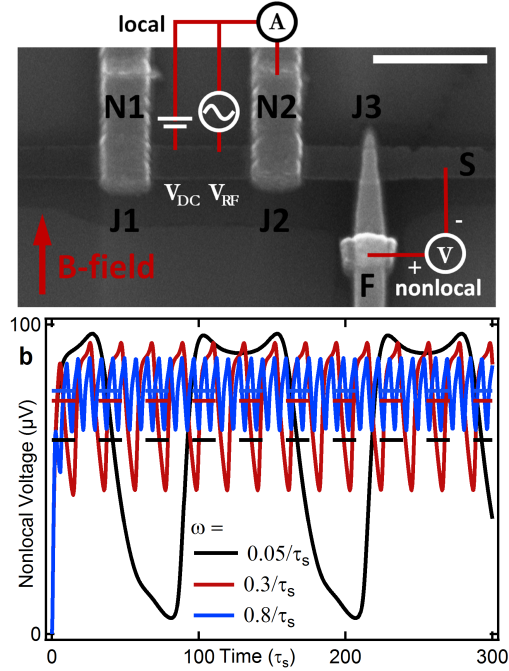 local
A
N1
N2
J3
S
V_DC
V_RF
J1
J2
-
V
+
B-field
F
nonlocal
100
b
Nonlocal Voltage (µV)
ω =
0.05/τ_s
0.3/τ_s
0.8/τ_s
0
0 100 200 300
Time (τ_s)